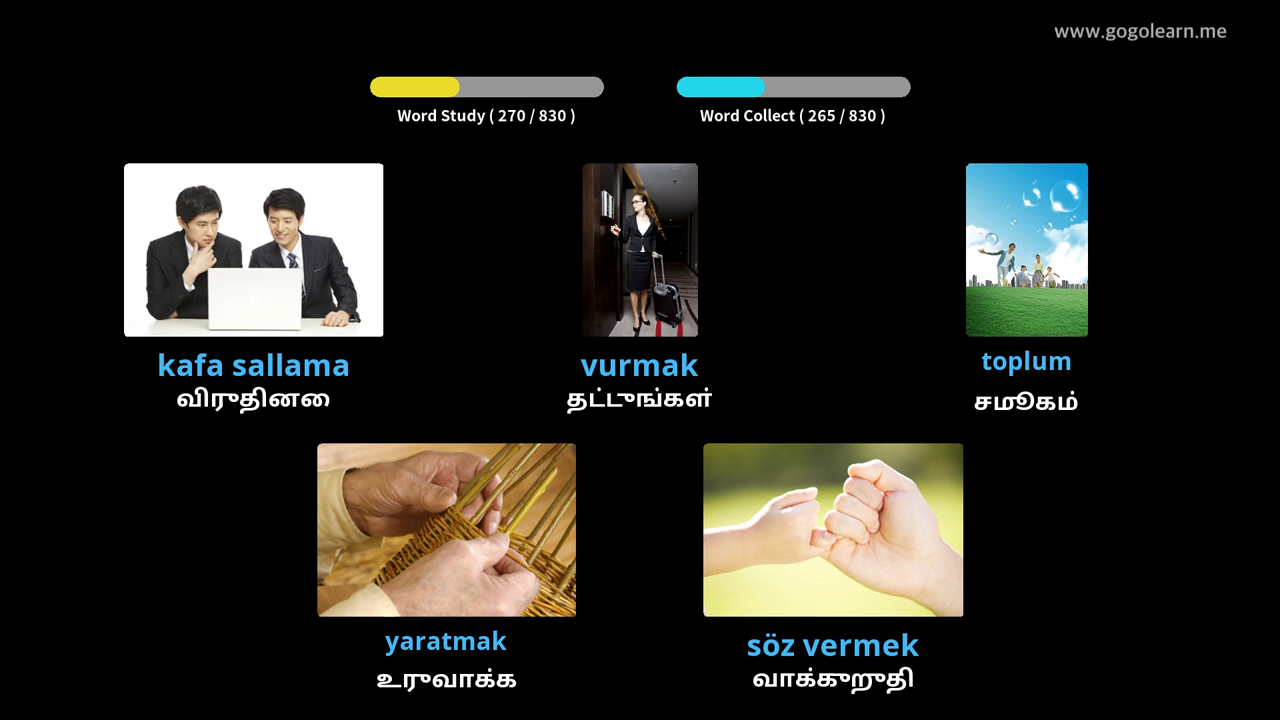 www.gogolearn.me
Word Study ( 270 / 830 )
Word Collect ( 265 / 830 )
kafa sallama
விருதினை
vurmak
தட்டுங்கள்
toplum
சமூகம்
yaratmak
உருவாக்க
söz vermek
வாக்குறுதி